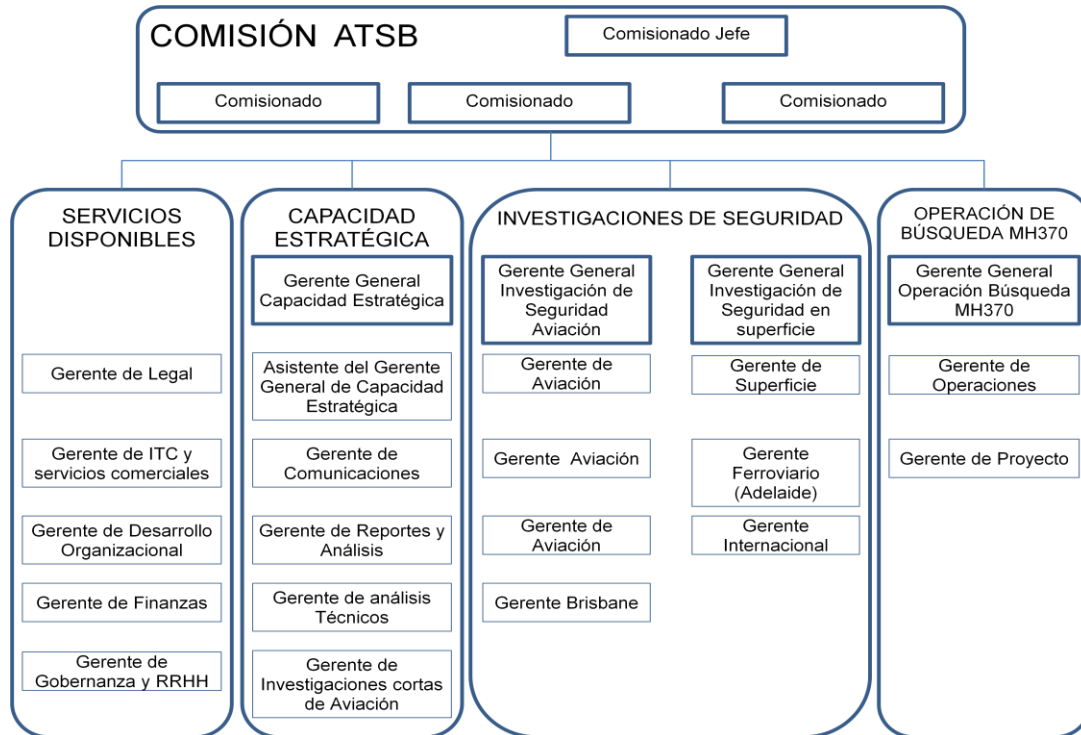 COMISIÓN ATSB
Comisionado Jefe
Comisionado
Comisionado
Comisionado
SERVICIOS
DISPONIBLES
Gerente de Legal
Gerente de ITC y
servicios comerciales
Gerente de Desarrollo
Organizacional
Gerente de Finanzas
Gerente de
Gobernanza y RRHH
CAPACIDAD
ESTRATÉGICA
Gerente General
Capacidad Estratégica
Asistente del Gerente
General de Capacidad
Estratégica
Gerente de
Comunicaciones
Gerente de Reportes y
Análisis
Gerente de análisis
Técnicos
Gerente de
Investigaciones cortas
de Aviación
INVESTIGACIONES DE SEGURIDAD
Gerente General
Investigación de
Seguridad
Aviación
Gerente de
Aviación
Gerente Aviación
Gerente de
Aviación
Gerente Brisbane
Gerente General
Investigación de
Seguridad en
superficie
Gerente de
Superficie
Gerente
Ferroviario
(Adelaide)
Gerente
Internacional
OPERACIÓN DE
BÚSQUEDA MH370
Gerente General
Operación Búsqueda
MH370
Gerente de
Operaciones
Gerente de Proyecto